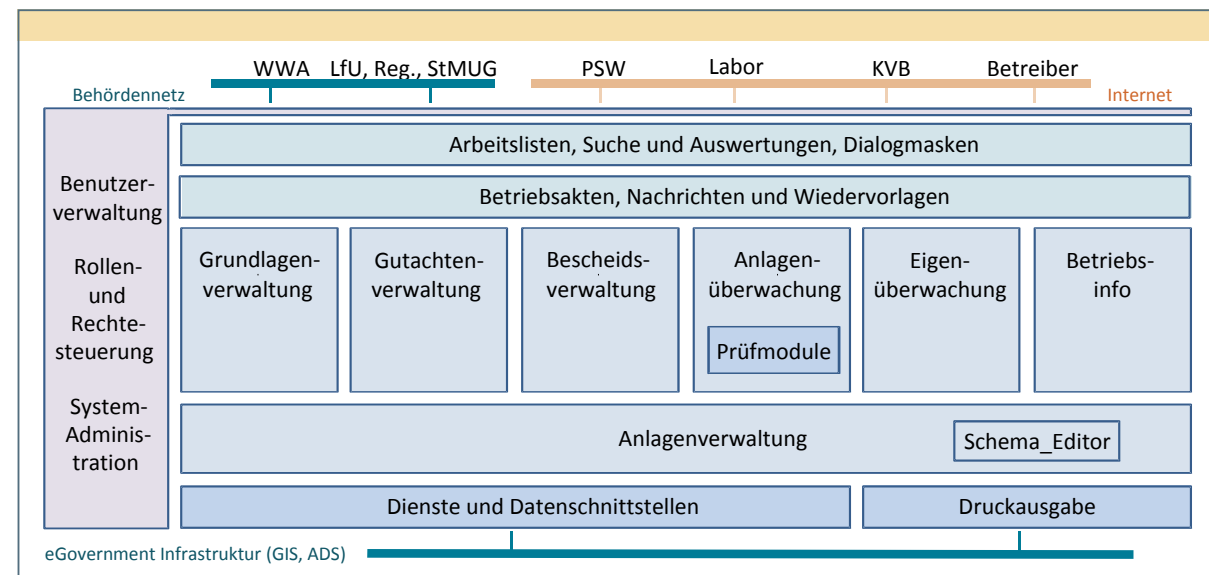 WWA LfU, Reg., StMUG PSW Labor KVB Betreiber
Behördennetz Internet
Arbeitslisten, Suche und Auswertungen, Dialogmasken
Betriebsakten, Nachrichten und Wiedervorlagen
Benutzer-
verwaltung
Rollen-
und
Rechte-
steuerung
System-
Adminis-
tration
Grundlagen-
verwaltung
Gutachten-
verwaltung
Bescheids-
verwaltung
Anlagen-
überwachung
Prüfmodule
Eigen-
überwachung
Betriebs-
info
Anlagenverwaltung
Schema_Editor
Dienste und Datenschnittstellen
Druckausgabe
eGovernment Infrastruktur (GIS, ADS)